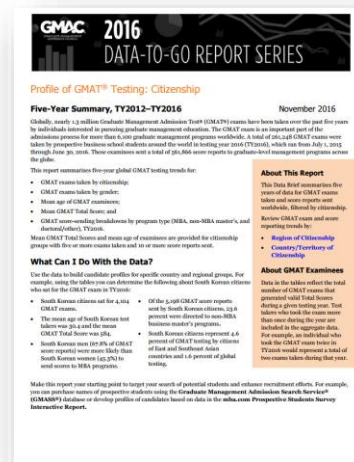 GMAC
2016
DATA-TO-GO REPORT SERIES
Profile of GMAT® Testing: Citizenship
Five-Year Summary, TY2012–TY2016
November 2016
Globally, nearly 1.3 million Graduate Management Admission Test® (GMAT®) exams have been taken over the past five years
by individuals interested in pursuing graduate management education. The GMAT exam is an important part of the
admissions process for more than 6,100 graduate management programs worldwide. A total of 261,248 GMAT exams were
taken by prospective business school students around the world in testing year 2016 (TY2016), which ran from July 1, 2015
through June 30, 2016. Those examinees sent a total of 761,866 score reports to graduate-level management programs across
the globe.
This report summarizes five-year global GMAT testing trends for:
• GMAT exams taken by citizenship;
• GMAT exams taken by gender;
• Mean age of GMAT examinees;
• Mean GMAT Total Score; and
• GMAT score-sending breakdowns by program type (MBA, non-MBA master's, and
doctoral/other), TY2016.
Mean GMAT Total Scores and mean age of examinees are provided for citizenship
groups with five or more exams taken and 10 or more score reports sent.
What Can I Do With the Data?
Use the data to build candidate profiles for specific country and regional groups. For
example, using the tables you can determine the following about South Korean citizens
who sat for the GMAT exam in TY2016:
• South Korean citizens sat for 4,104
GMAT exams.
• The mean age of South Korean test
takers was 30.4 and the mean
GMAT Total Score was 584.
• South Korean men (67.8% of GMAT
score reports) were more likely than
South Korean women (45.3%) to
send scores to MBA programs.
• Of the 5,198 GMAT score reports
sent by South Korean citizens, 23.9
percent were directed to non-MBA
business master's programs.
• South Korean citizens represent 4.6
percent of GMAT testing by citizens
of East and Southeast Asian
countries and 1.6 percent of global
testing.
About This Report
This Data Brief summarizes five
years of data for GMAT exams
taken and score reports sent
worldwide, filtered by citizenship.
Review GMAT exam and score
reporting trends by:
• Region of Citizenship
• Country/Territory of
Citizenship
About GMAT Examinees
Data in the tables reflect the total
number of GMAT exams that
generated valid Total Scores
during a given testing year. Test
takers who took the exam more
than once during the year are
included in the aggregate data.
For example, an individual who
took the GMAT exam twice in
TY2016 would represent a total of
two exams taken during that year.
Make this report your starting point to target your search of potential students and enhance recruitment efforts. For example,
you can purchase names of prospective students using the Graduate Management Admission Search Service®
(GMASS®) database or develop profiles of candidates based on data in the mba.com Prospective Students Survey
Interactive Report.